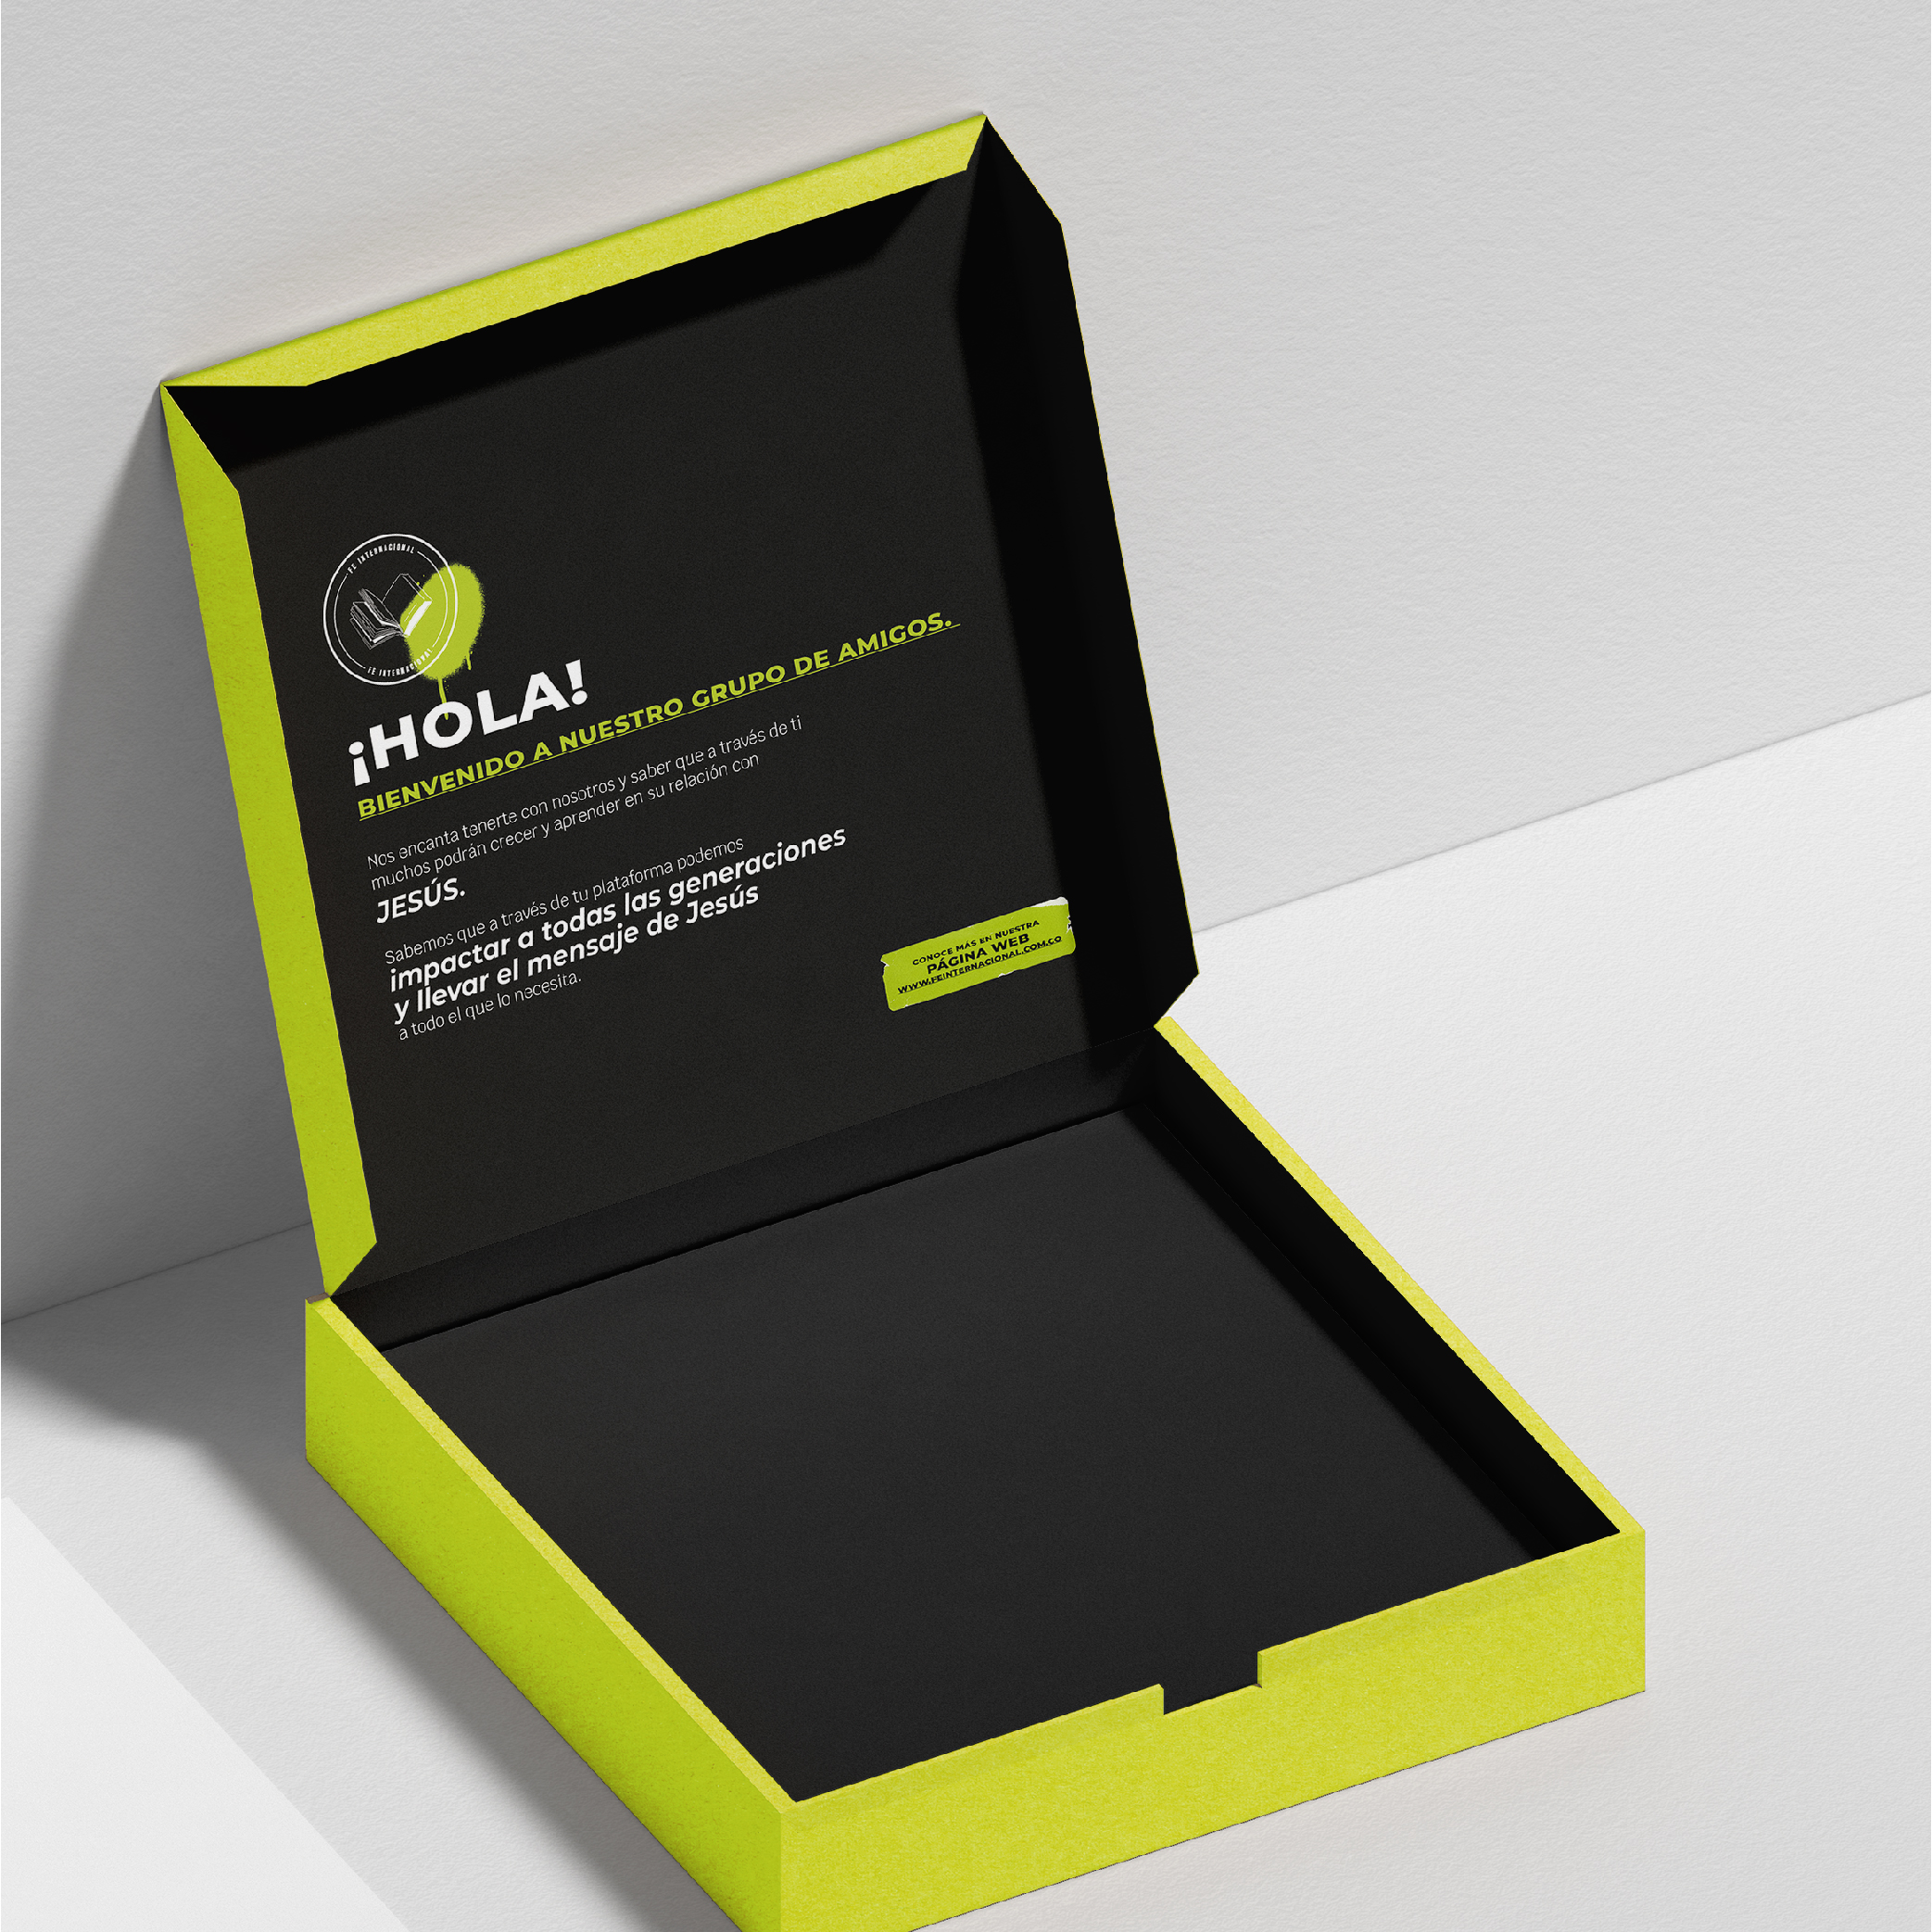 FE INTERNACIONAL
FE INTERNACIONAL
¡HOLA!
BIENVENIDO A NUESTRO GRUPO DE AMIGOS.
Nos encanta tenerte con nosotros y saber que a través de ti
muchos podrán crecer y aprender en su relación con
JESÚS.
Sabemos que a través de tu plataforma podemos
impactar a todas las generaciones
y llevar el mensaje de Jesús
a todo el que lo necesita.
CONOCE MÁS EN NUESTRA
PÁGINA WEB
WWW.FEINTERNACIONAL.COM.CO